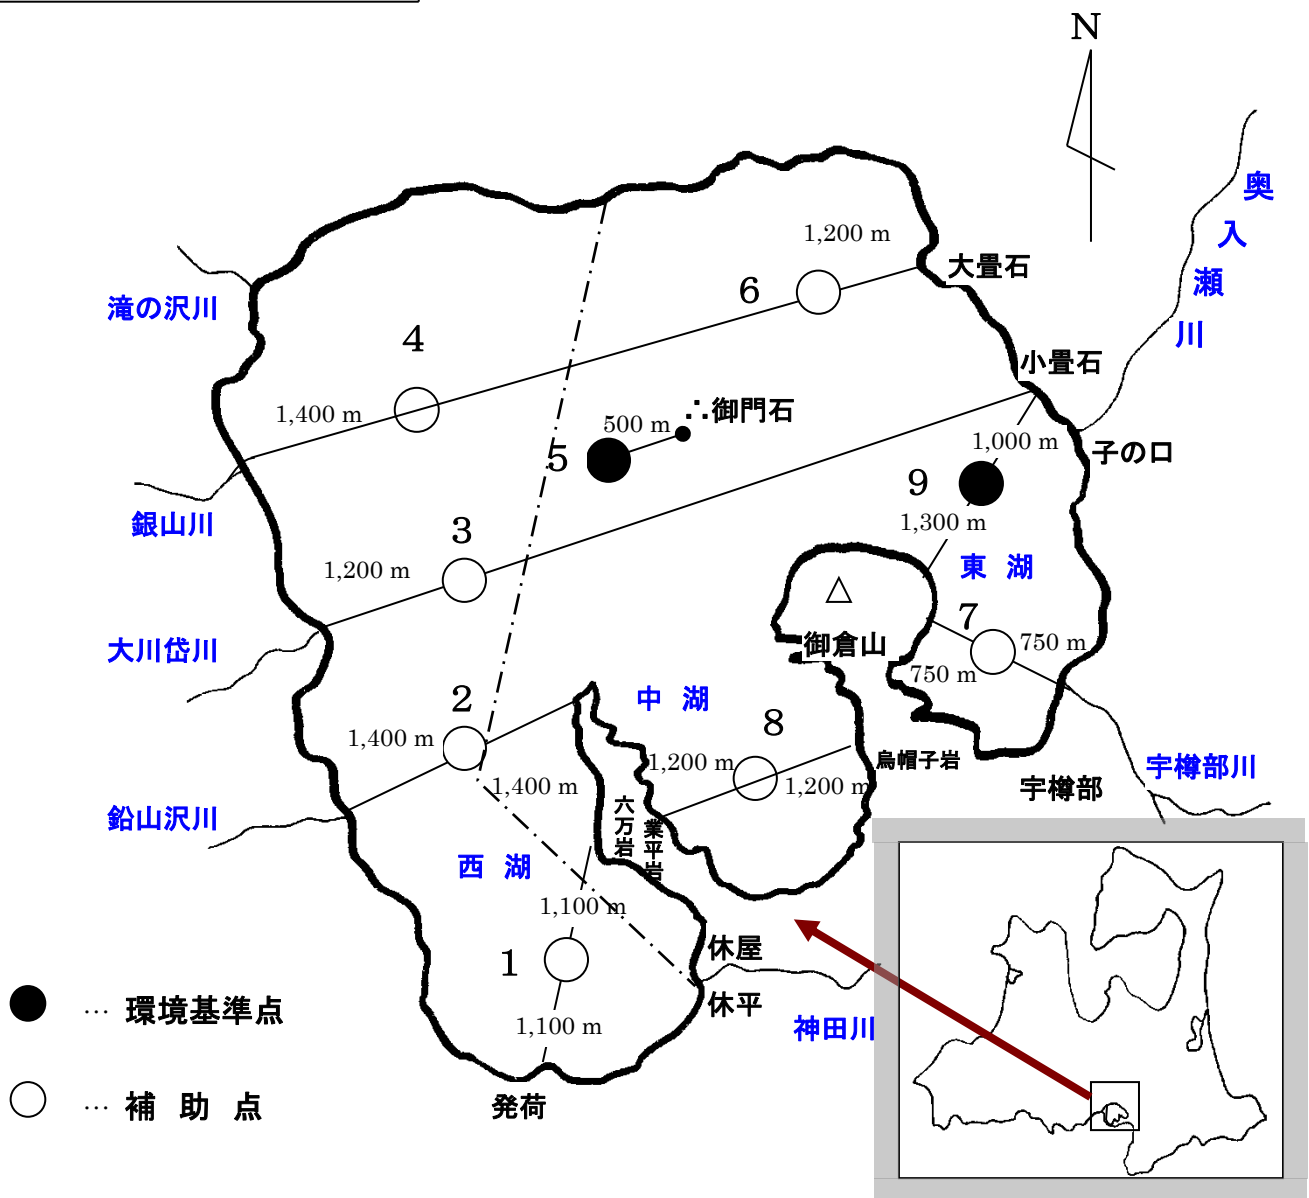 N
奥入瀬川
1,200 m
大畳石
6
滝の沢川
4
小畳石
1,400 m
∴御門石
500 m
5
1,000 m
子の口
9
銀山川
1,300 m
3
東 湖
1,200 m
7
大川岱川
御倉山
750 m
750 m
2
中 湖
8
1,400 m
烏帽子岩
1,200 m
宇樽部川
1,400 m
1,200 m
宇樽部
六万岩
業平岩
鉛山沢川
西 湖
1,100 m
休屋
1
休平
… 環境基準点
1,100 m
神田川
… 補 助 点
発荷